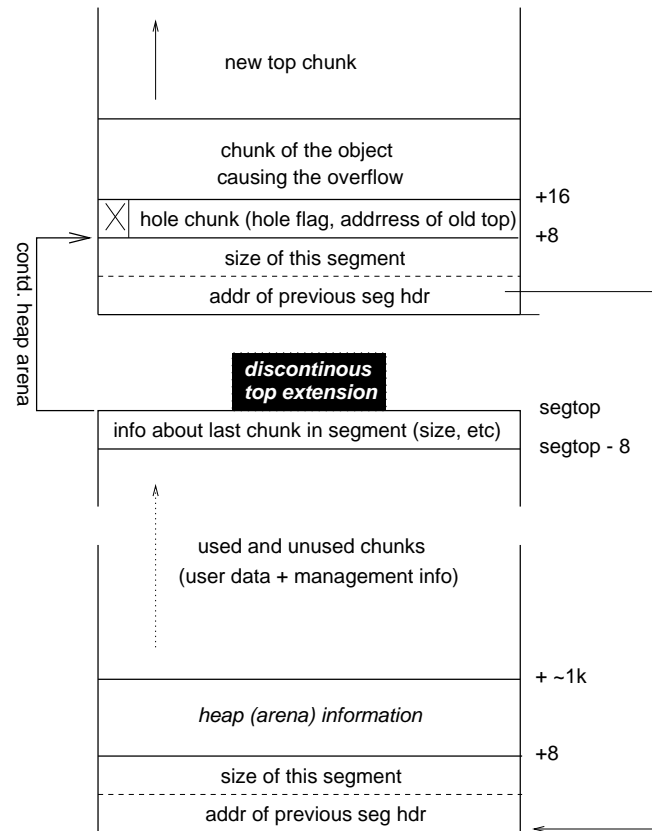 new top chunk
chunk of the object
causing the overflow
+16
hole chunk (hole flag, addrress of old top)
+8
size of this segment
addr of previous seg hdr
contd. heap arena
discontinous
top extension
segtop
info about last chunk in segment (size, etc)
segtop - 8
used and unused chunks
(user data + management info)
+ ~1k
heap (arena) information
+8
size of this segment
addr of previous seg hdr